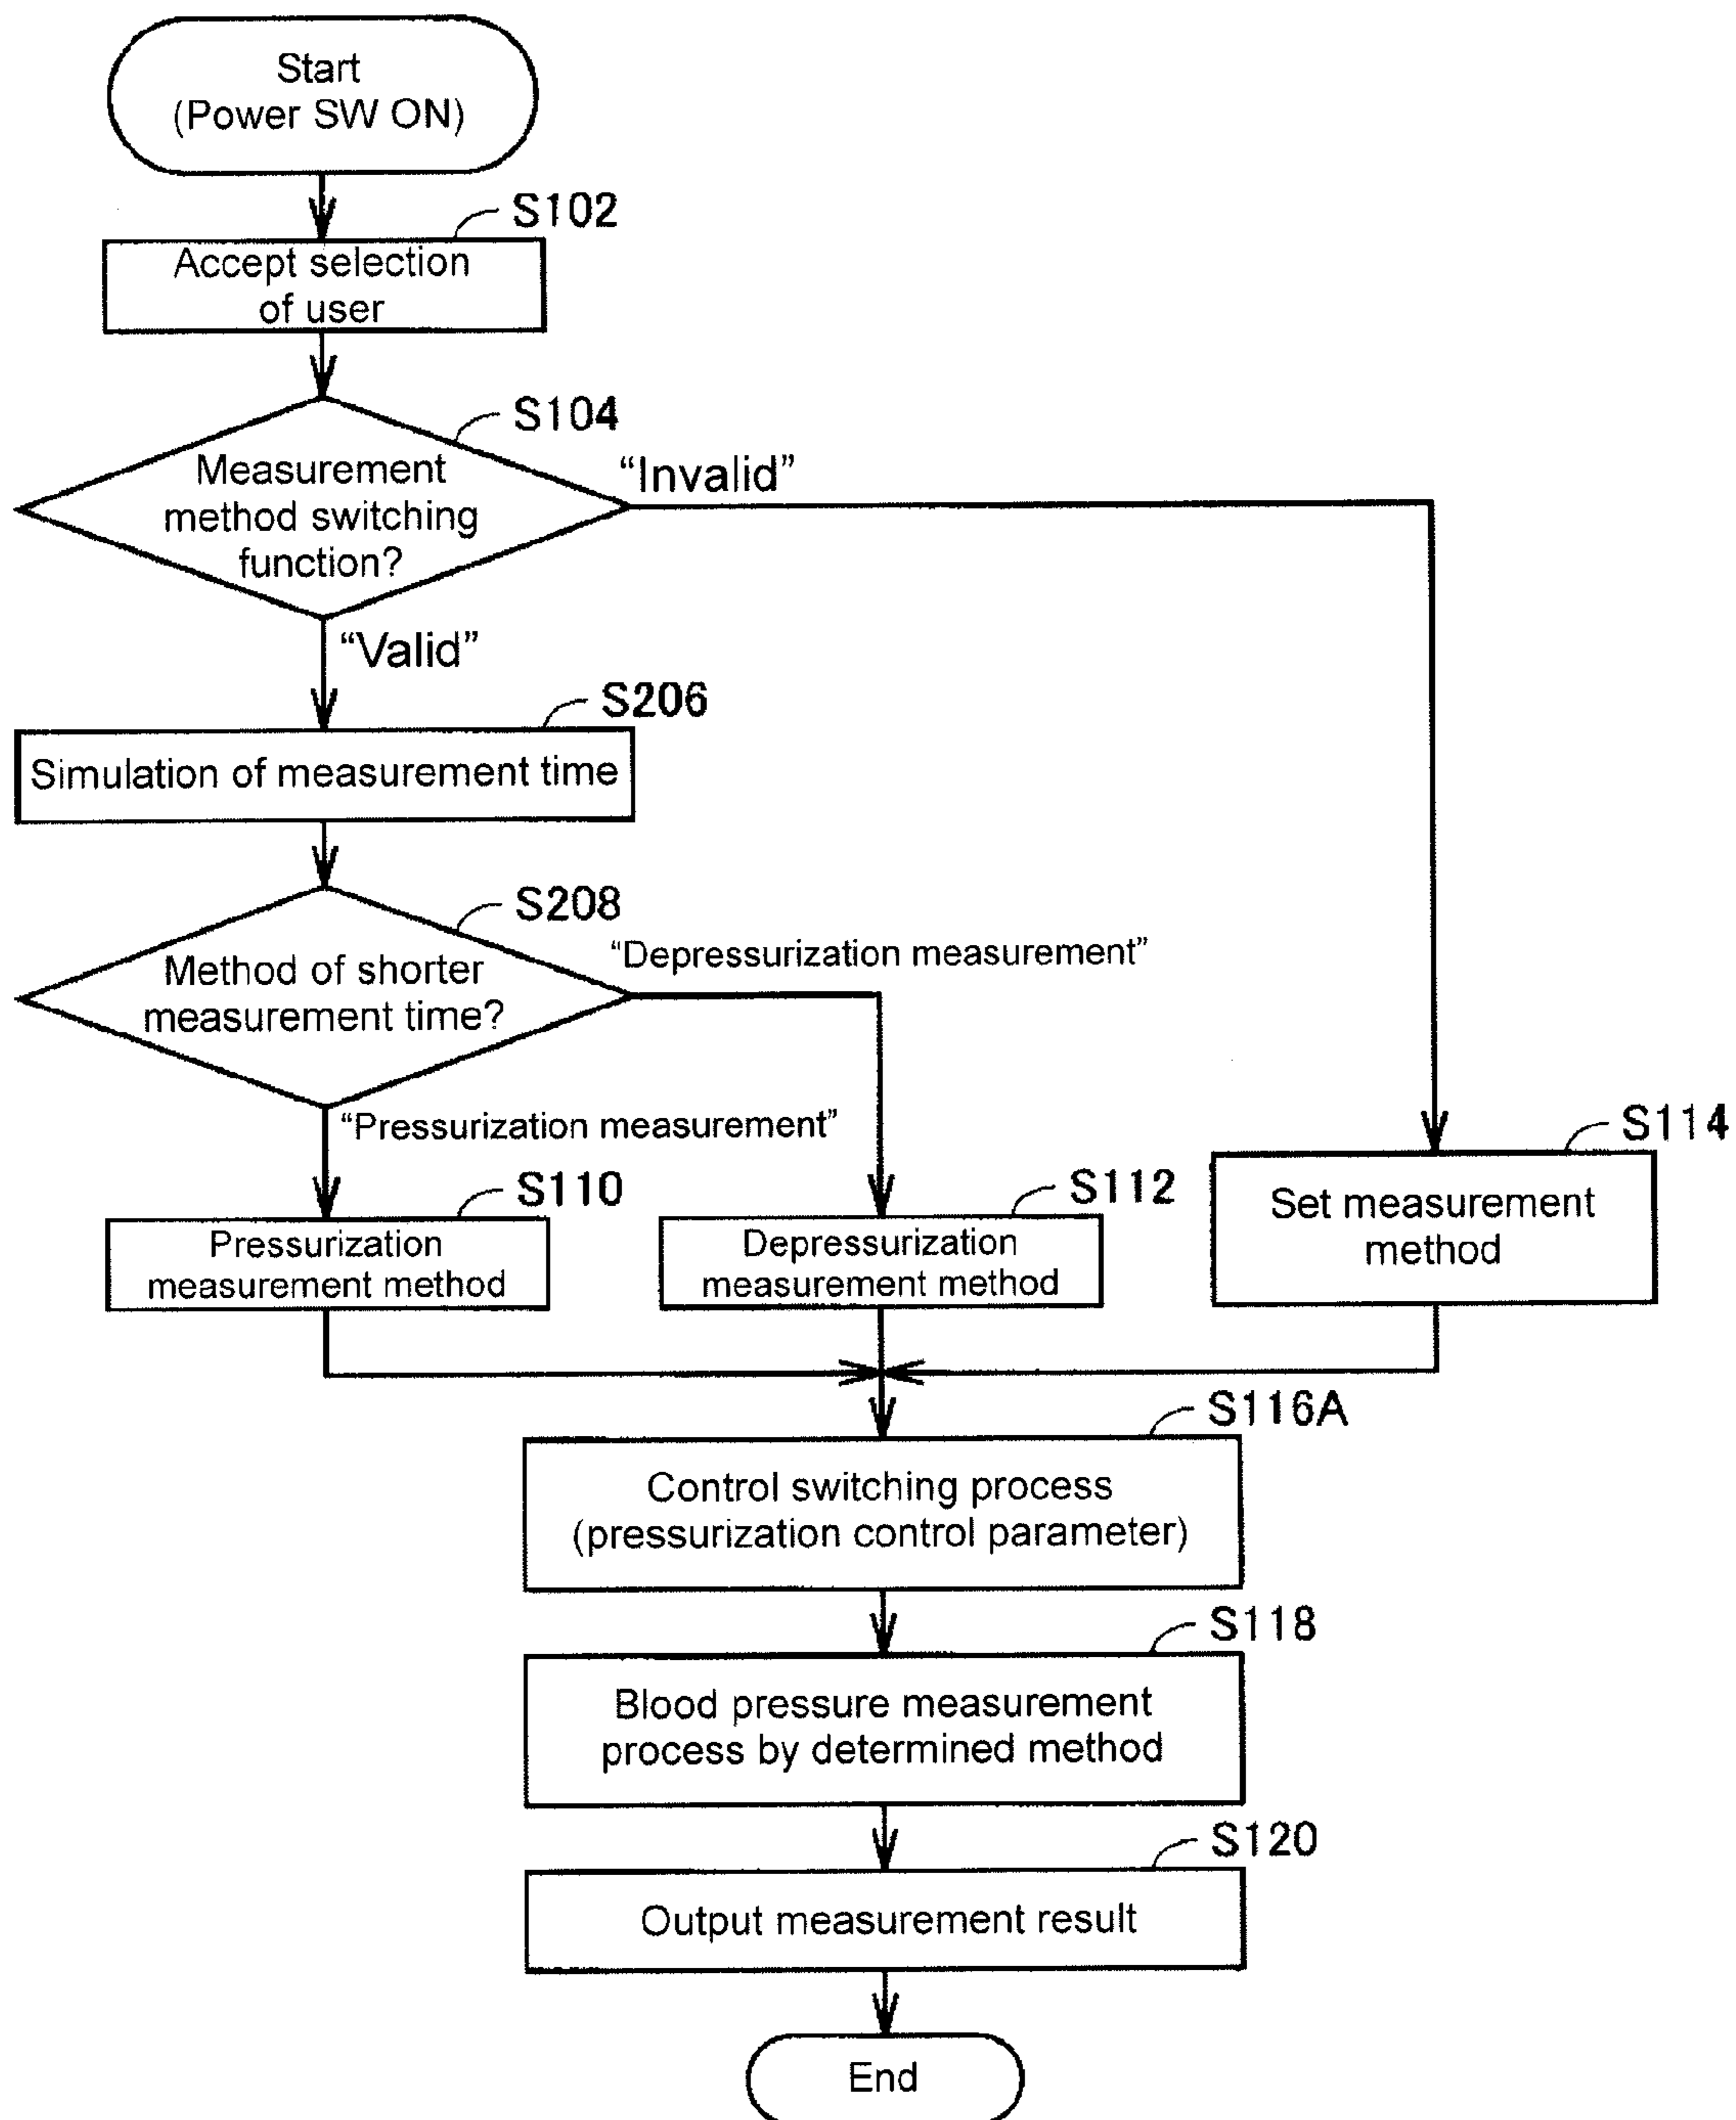 Start
(Power SW ON)
S102
Accept selection
of user
S104
Measurement
method switching
function?
“Invalid”
“Valid”
S206
Simulation of measurement time
S208
Method of shorter
measurement time?
“Depressurization measurement”
“Pressurization measurement”
S110
Pressurization
measurement method
S112
Depressurization
measurement method
S114
Set measurement
method
S116A
Control switching process
(pressurization control parameter)
S118
Blood pressure measurement
process by determined method
S120
Output measurement result
End